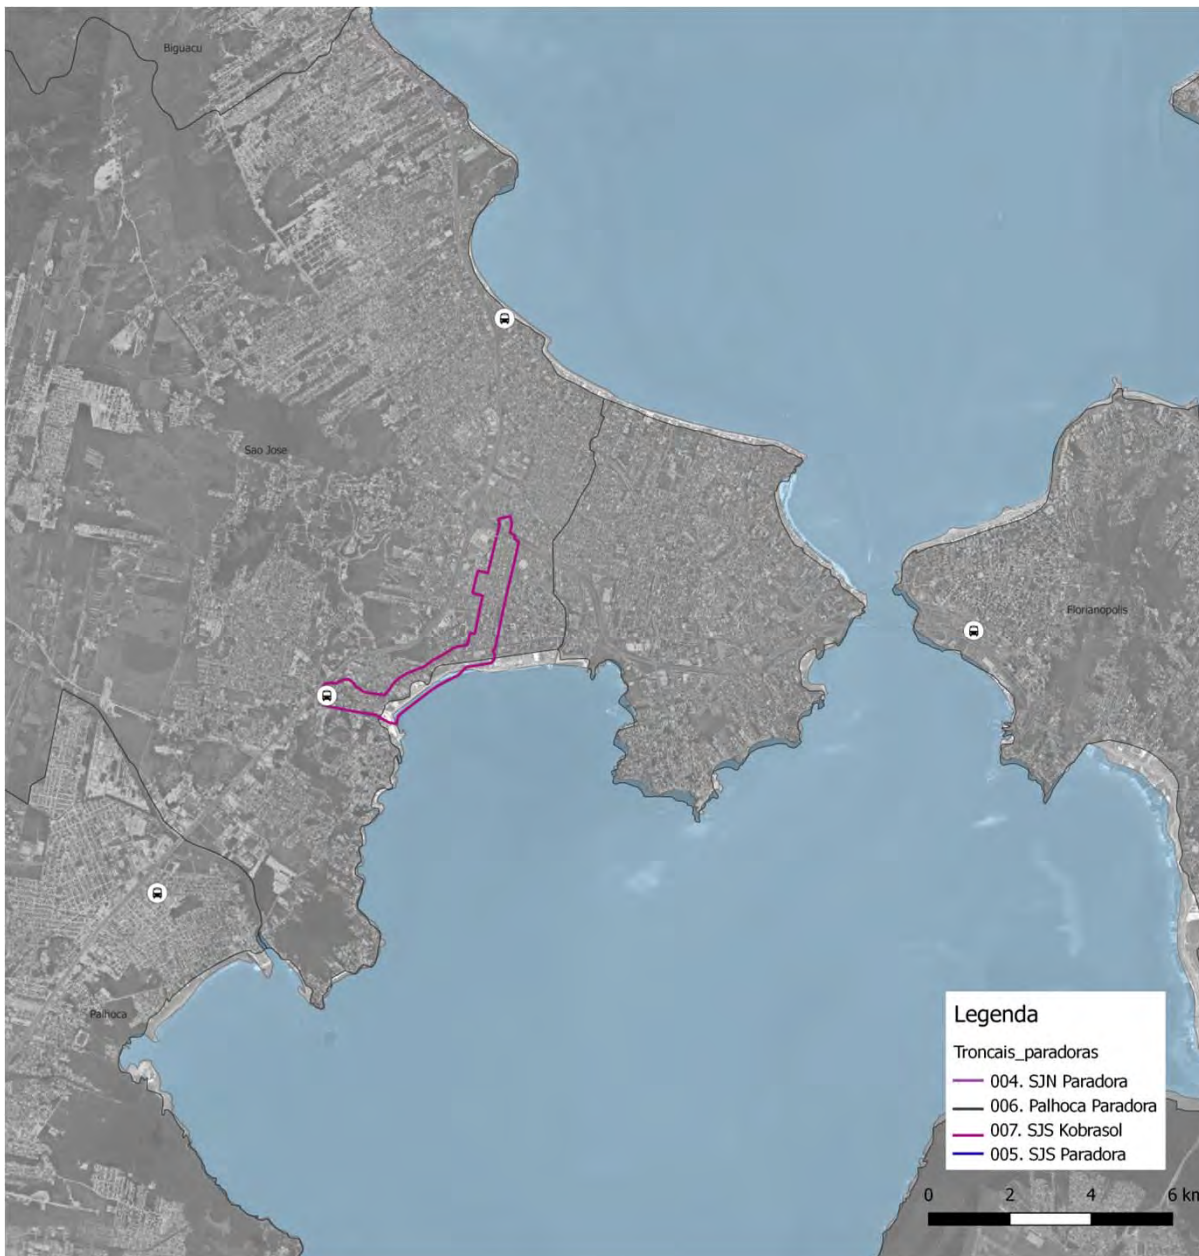 Biguacu
Sao Jose
Florianopolis
Palhoca
Legenda
Troncais_paradoras
004. SJN Paradora
006. Palhoca Paradora
007. SJS Kobrasol
005. SJS Paradora
0 2 4 6 km